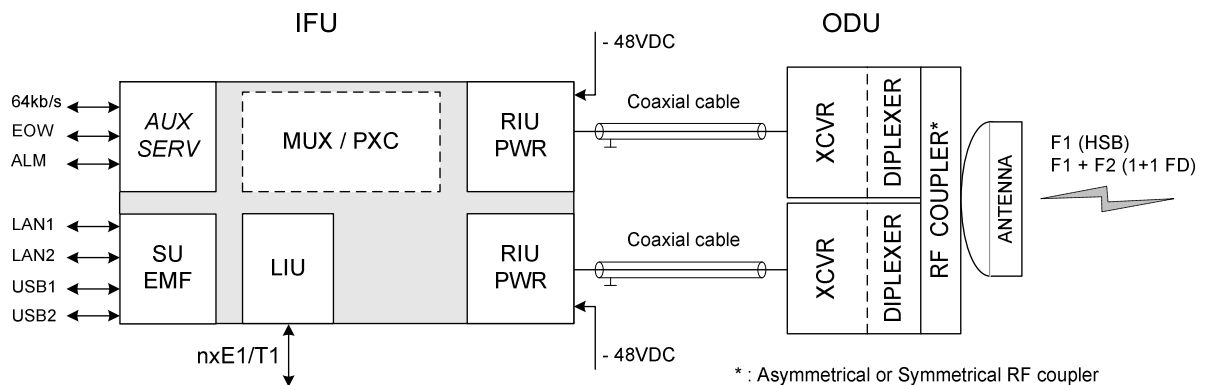 IFU
ODU
- 48VDC
64kb/s
EOW
ALM
AUX
SERV
MUX / PXC
RIU
PWR
Coaxial cable
XCVR
DIPLEXER
RF COUPLER*
ANTENNA
F1 (HSB)
F1 + F2 (1+1 FD)
LAN1
LAN2
USB1
USB2
SU
EMF
LIU
RIU
PWR
Coaxial cable
XCVR
DIPLEXER
nxE1/T1
- 48VDC
* : Asymmetrical or Symmetrical RF coupler